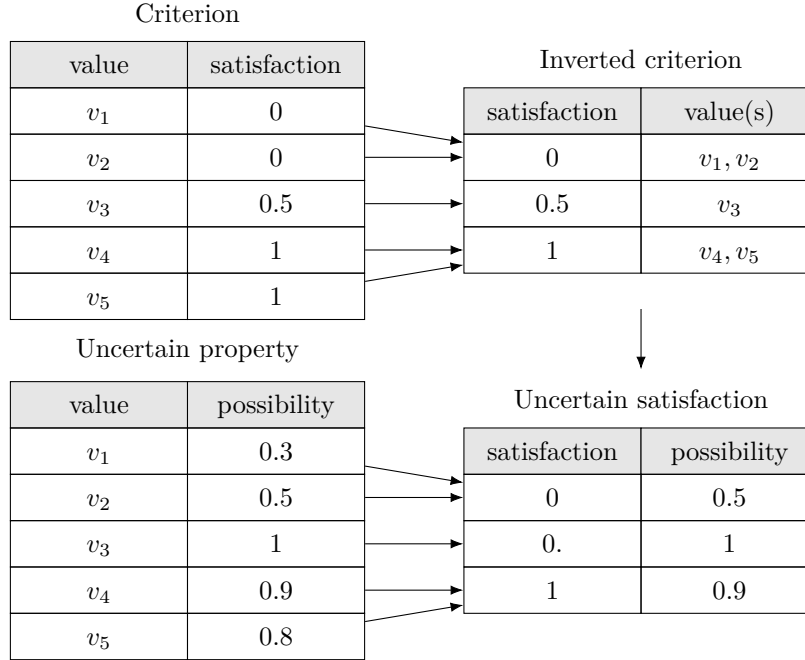 Criterion
value satisfaction
v₁ 0
v₂ 0
v₃ 0.5
v₄ 1
v₅ 1
Inverted criterion
satisfaction value(s)
0 v₁, v₂
0.5 v₃
1 v₄, v₅
Uncertain property
value possibility
v₁ 0.3
v₂ 0.5
v₃ 1
v₄ 0.9
v₅ 0.8
Uncertain satisfaction
satisfaction possibility
0 0.5
0. 1
1 0.9